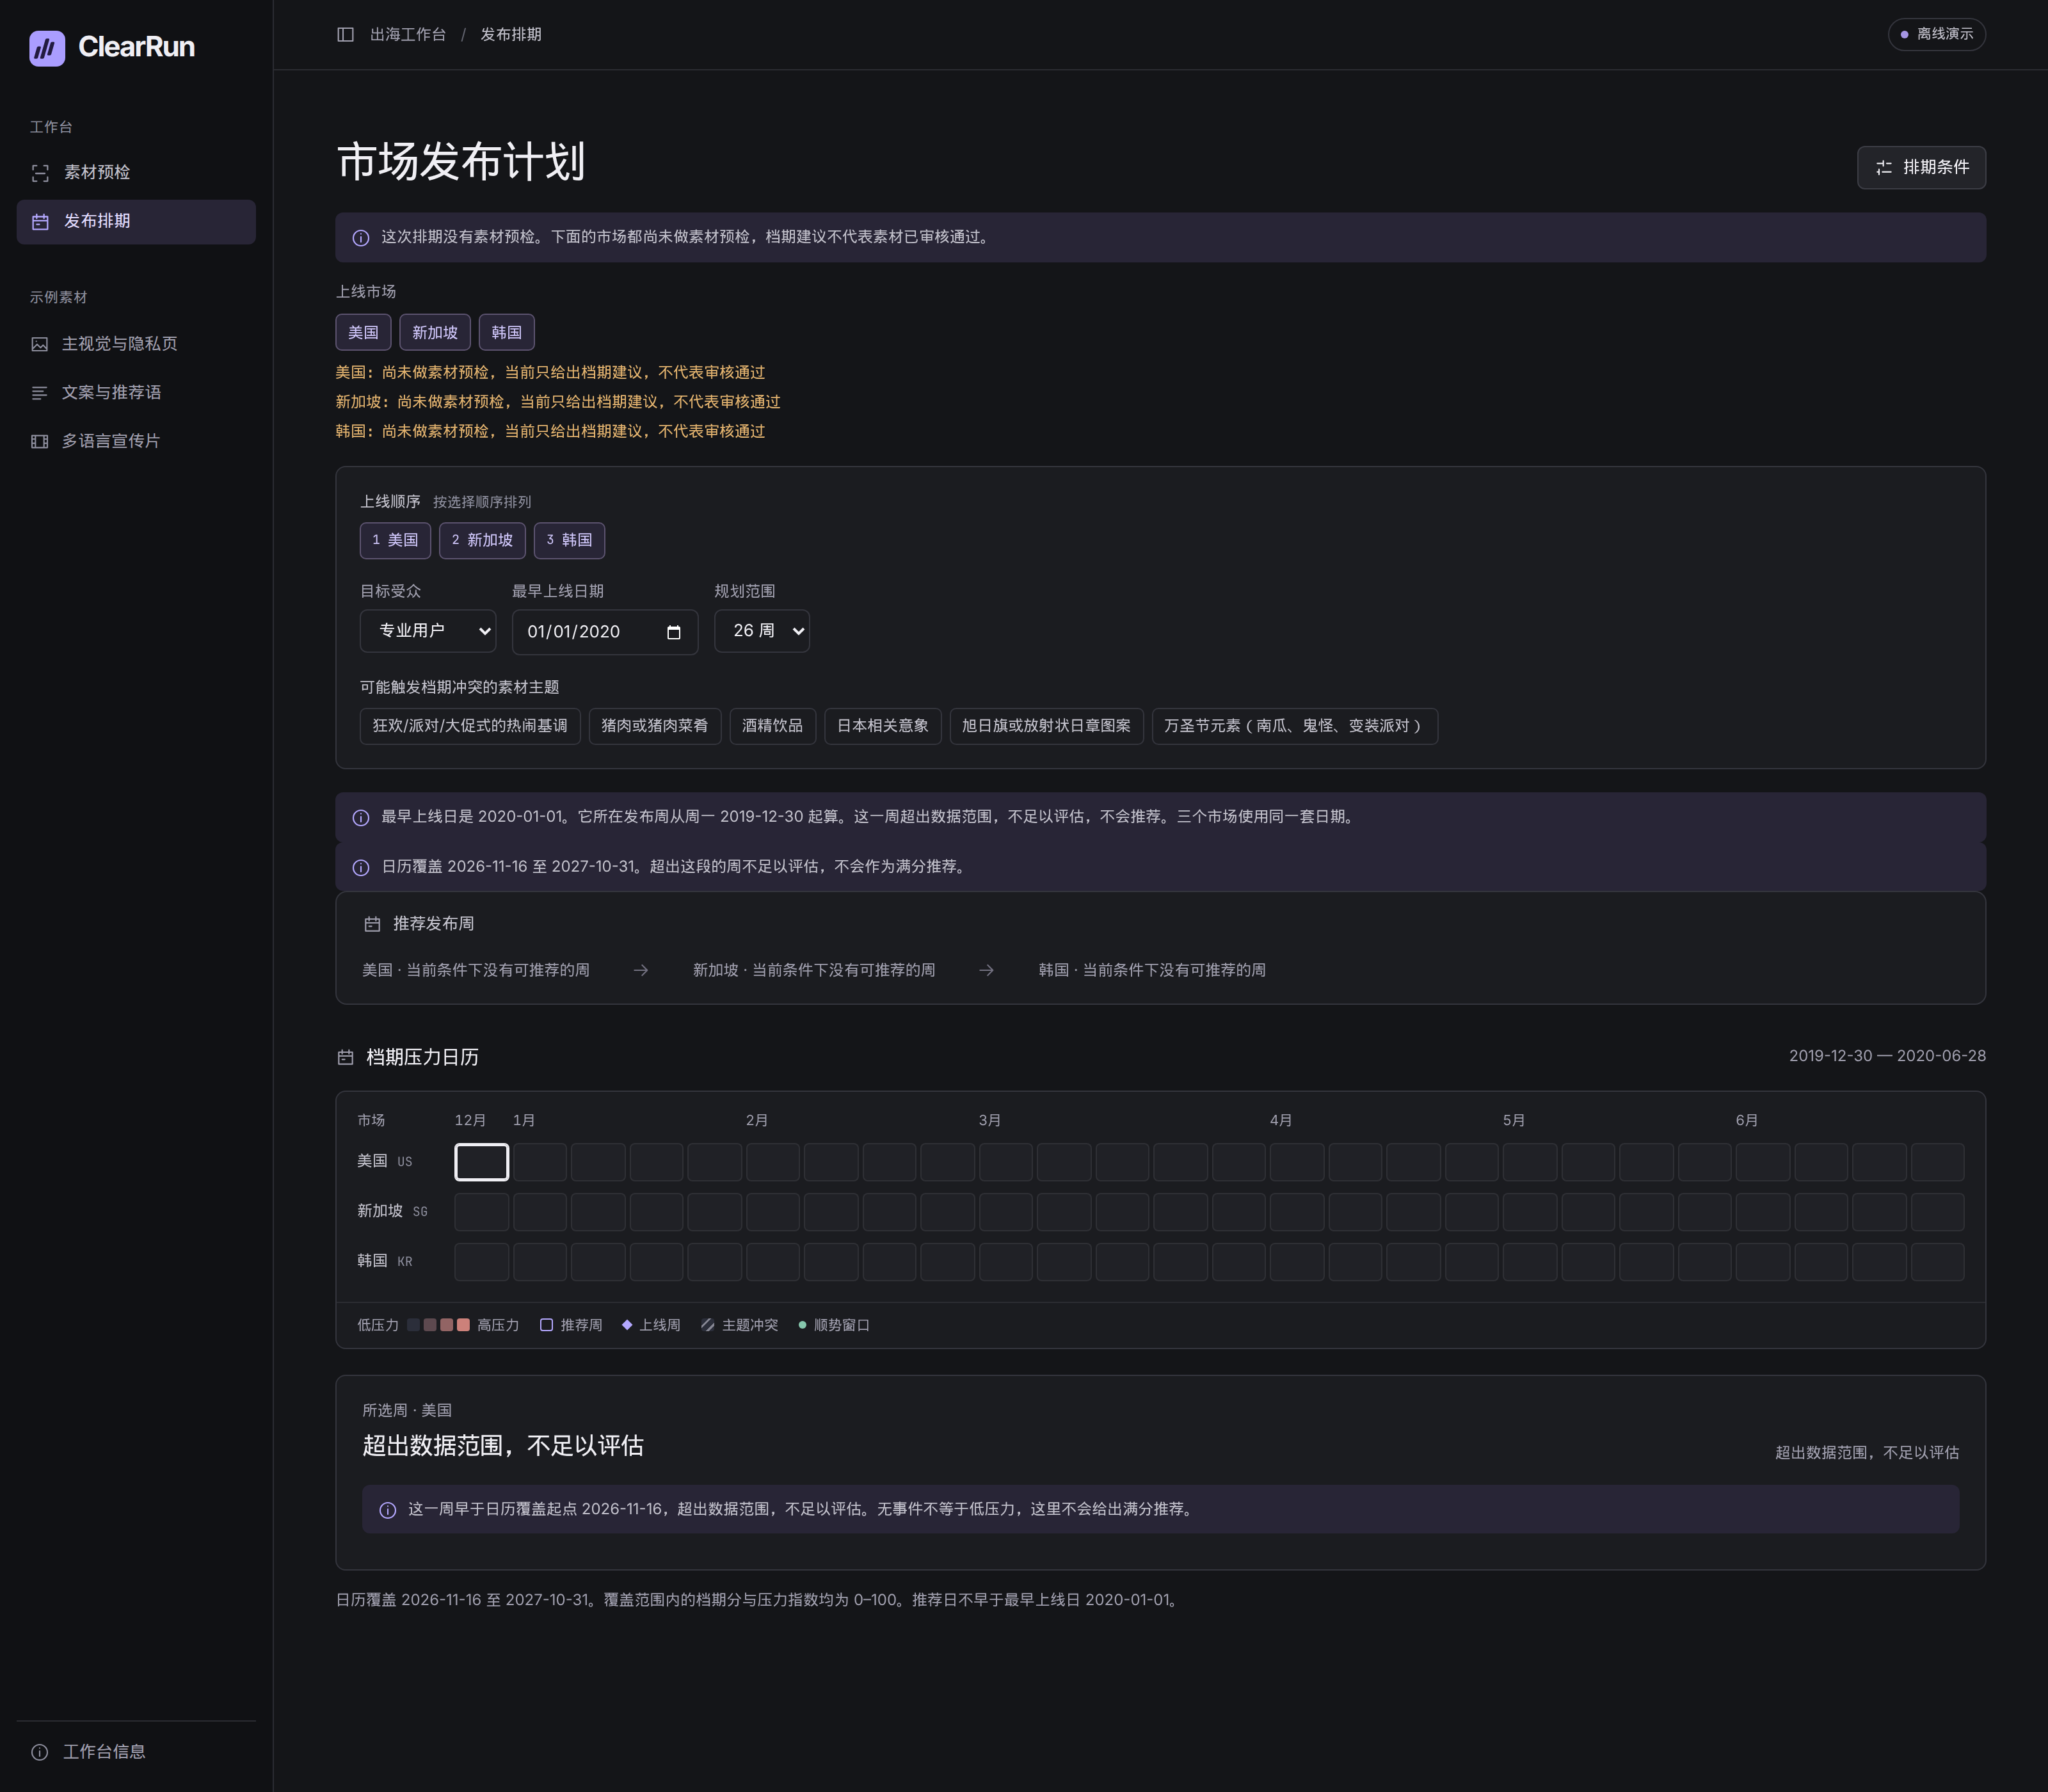 ClearRun
工作台
素材预检
发布排期
示例素材
主视觉与隐私页
文案与推荐语
多语言宣传片
工作台信息
出海工作台 / 发布排期
离线演示
市场发布计划
排期条件
这次排期没有素材预检。下面的市场都尚未做素材预检，档期建议不代表素材已审核通过。
上线市场
美国 新加坡 韩国
美国：尚未做素材预检，当前只给出档期建议，不代表审核通过
新加坡：尚未做素材预检，当前只给出档期建议，不代表审核通过
韩国：尚未做素材预检，当前只给出档期建议，不代表审核通过
上线顺序 按选择顺序排列
1 美国 2 新加坡 3 韩国
目标受众 最早上线日期 规划范围
专业用户 01/01/2020 26 周
可能触发档期冲突的素材主题
狂欢/派对/大促式的热闹基调 猪肉或猪肉菜肴 酒精饮品 日本相关意象 旭日旗或放射状日章图案 万圣节元素（南瓜、鬼怪、变装派对）
最早上线日是 2020-01-01。它所在发布周从周一 2019-12-30 起算。这一周超出数据范围，不足以评估，不会推荐。三个市场使用同一套日期。
日历覆盖 2026-11-16 至 2027-10-31。超出这段的周不足以评估，不会作为满分推荐。
推荐发布周
美国 · 当前条件下没有可推荐的周 → 新加坡 · 当前条件下没有可推荐的周 → 韩国 · 当前条件下没有可推荐的周
档期压力日历 2019-12-30 — 2020-06-28
市场 12月 1月 2月 3月 4月 5月 6月
美国 US
新加坡 SG
韩国 KR
低压力 高压力 推荐周 上线周 主题冲突 顺势窗口
所选周 · 美国
超出数据范围，不足以评估
超出数据范围，不足以评估
这一周早于日历覆盖起点 2026-11-16，超出数据范围，不足以评估。无事件不等于低压力，这里不会给出满分推荐。
日历覆盖 2026-11-16 至 2027-10-31。覆盖范围内的档期分与压力指数均为 0–100。推荐日不早于最早上线日 2020-01-01。